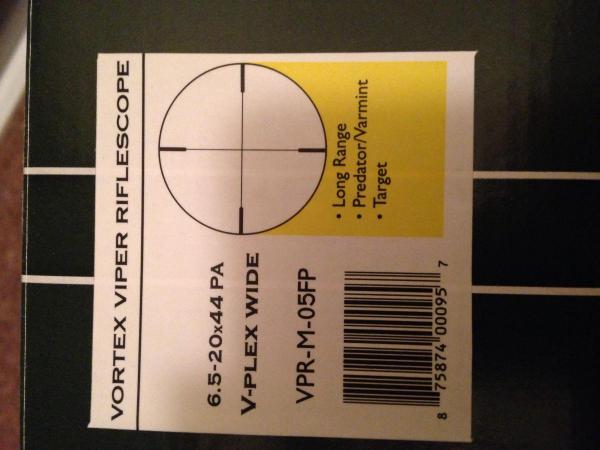 VORTEX VIPER RIFLESCOPE
6.5-20x44 PA
V-PLEX WIDE
VPR-M-05FP
• Long Range
• Predator/Varmint
• Target
8 75874 00095 7